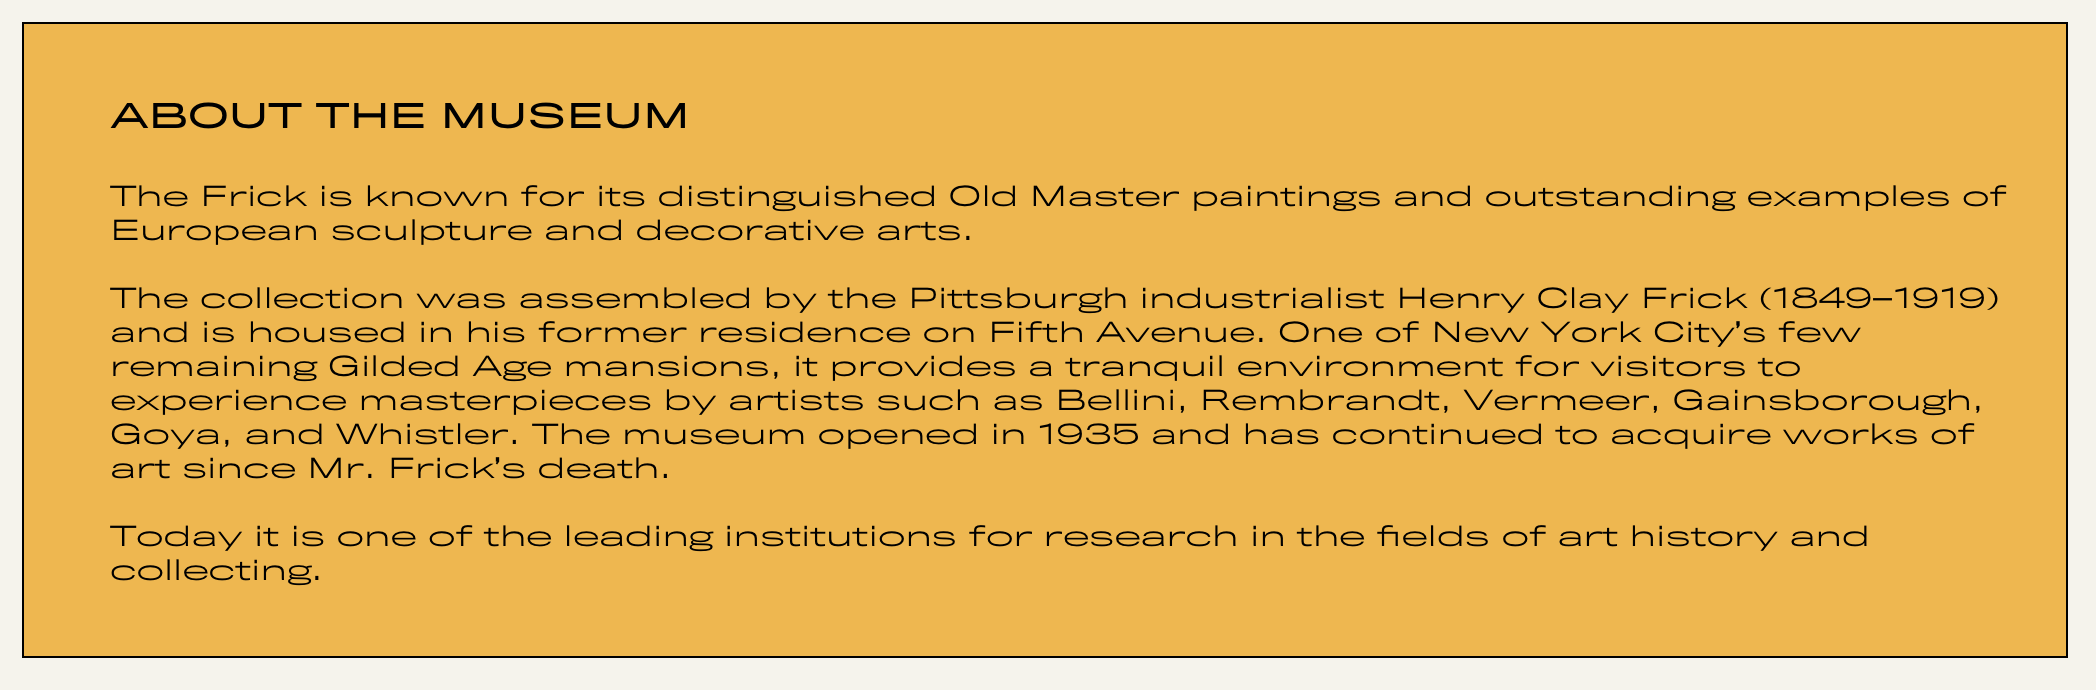 ABOUT THE MUSEUM
The Frick is known for its distinguished Old Master paintings and outstanding examples of
European sculpture and decorative arts.
The collection was assembled by the Pittsburgh industrialist Henry Clay Frick (1849–1919)
and is housed in his former residence on Fifth Avenue. One of New York City’s few
remaining Gilded Age mansions, it provides a tranquil environment for visitors to
experience masterpieces by artists such as Bellini, Rembrandt, Vermeer, Gainsborough,
Goya, and Whistler. The museum opened in 1935 and has continued to acquire works of
art since Mr. Frick’s death.
Today it is one of the leading institutions for research in the fields of art history and
collecting.